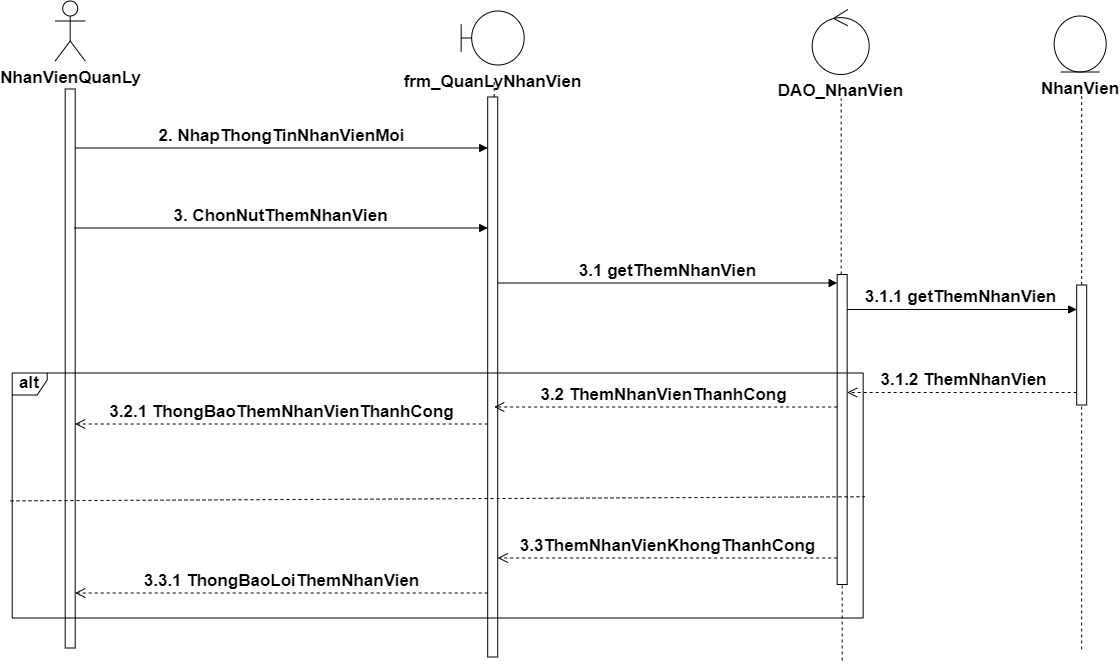 NhanVienQuanLy
frm_QuanLyNhanVien
DAO_NhanVien
NhanVien
2. NhapThongTinNhanVienMoi
3. ChonNutThemNhanVien
3.1 getThemNhanVien
3.1.1 getThemNhanVien
alt
3.1.2 ThemNhanVien
3.2 ThemNhanVienThanhCong
3.2.1 ThongBaoThemNhanVienThanhCong
3.3ThemNhanVienKhongThanhCong
3.3.1 ThongBaoLoiThemNhanVien